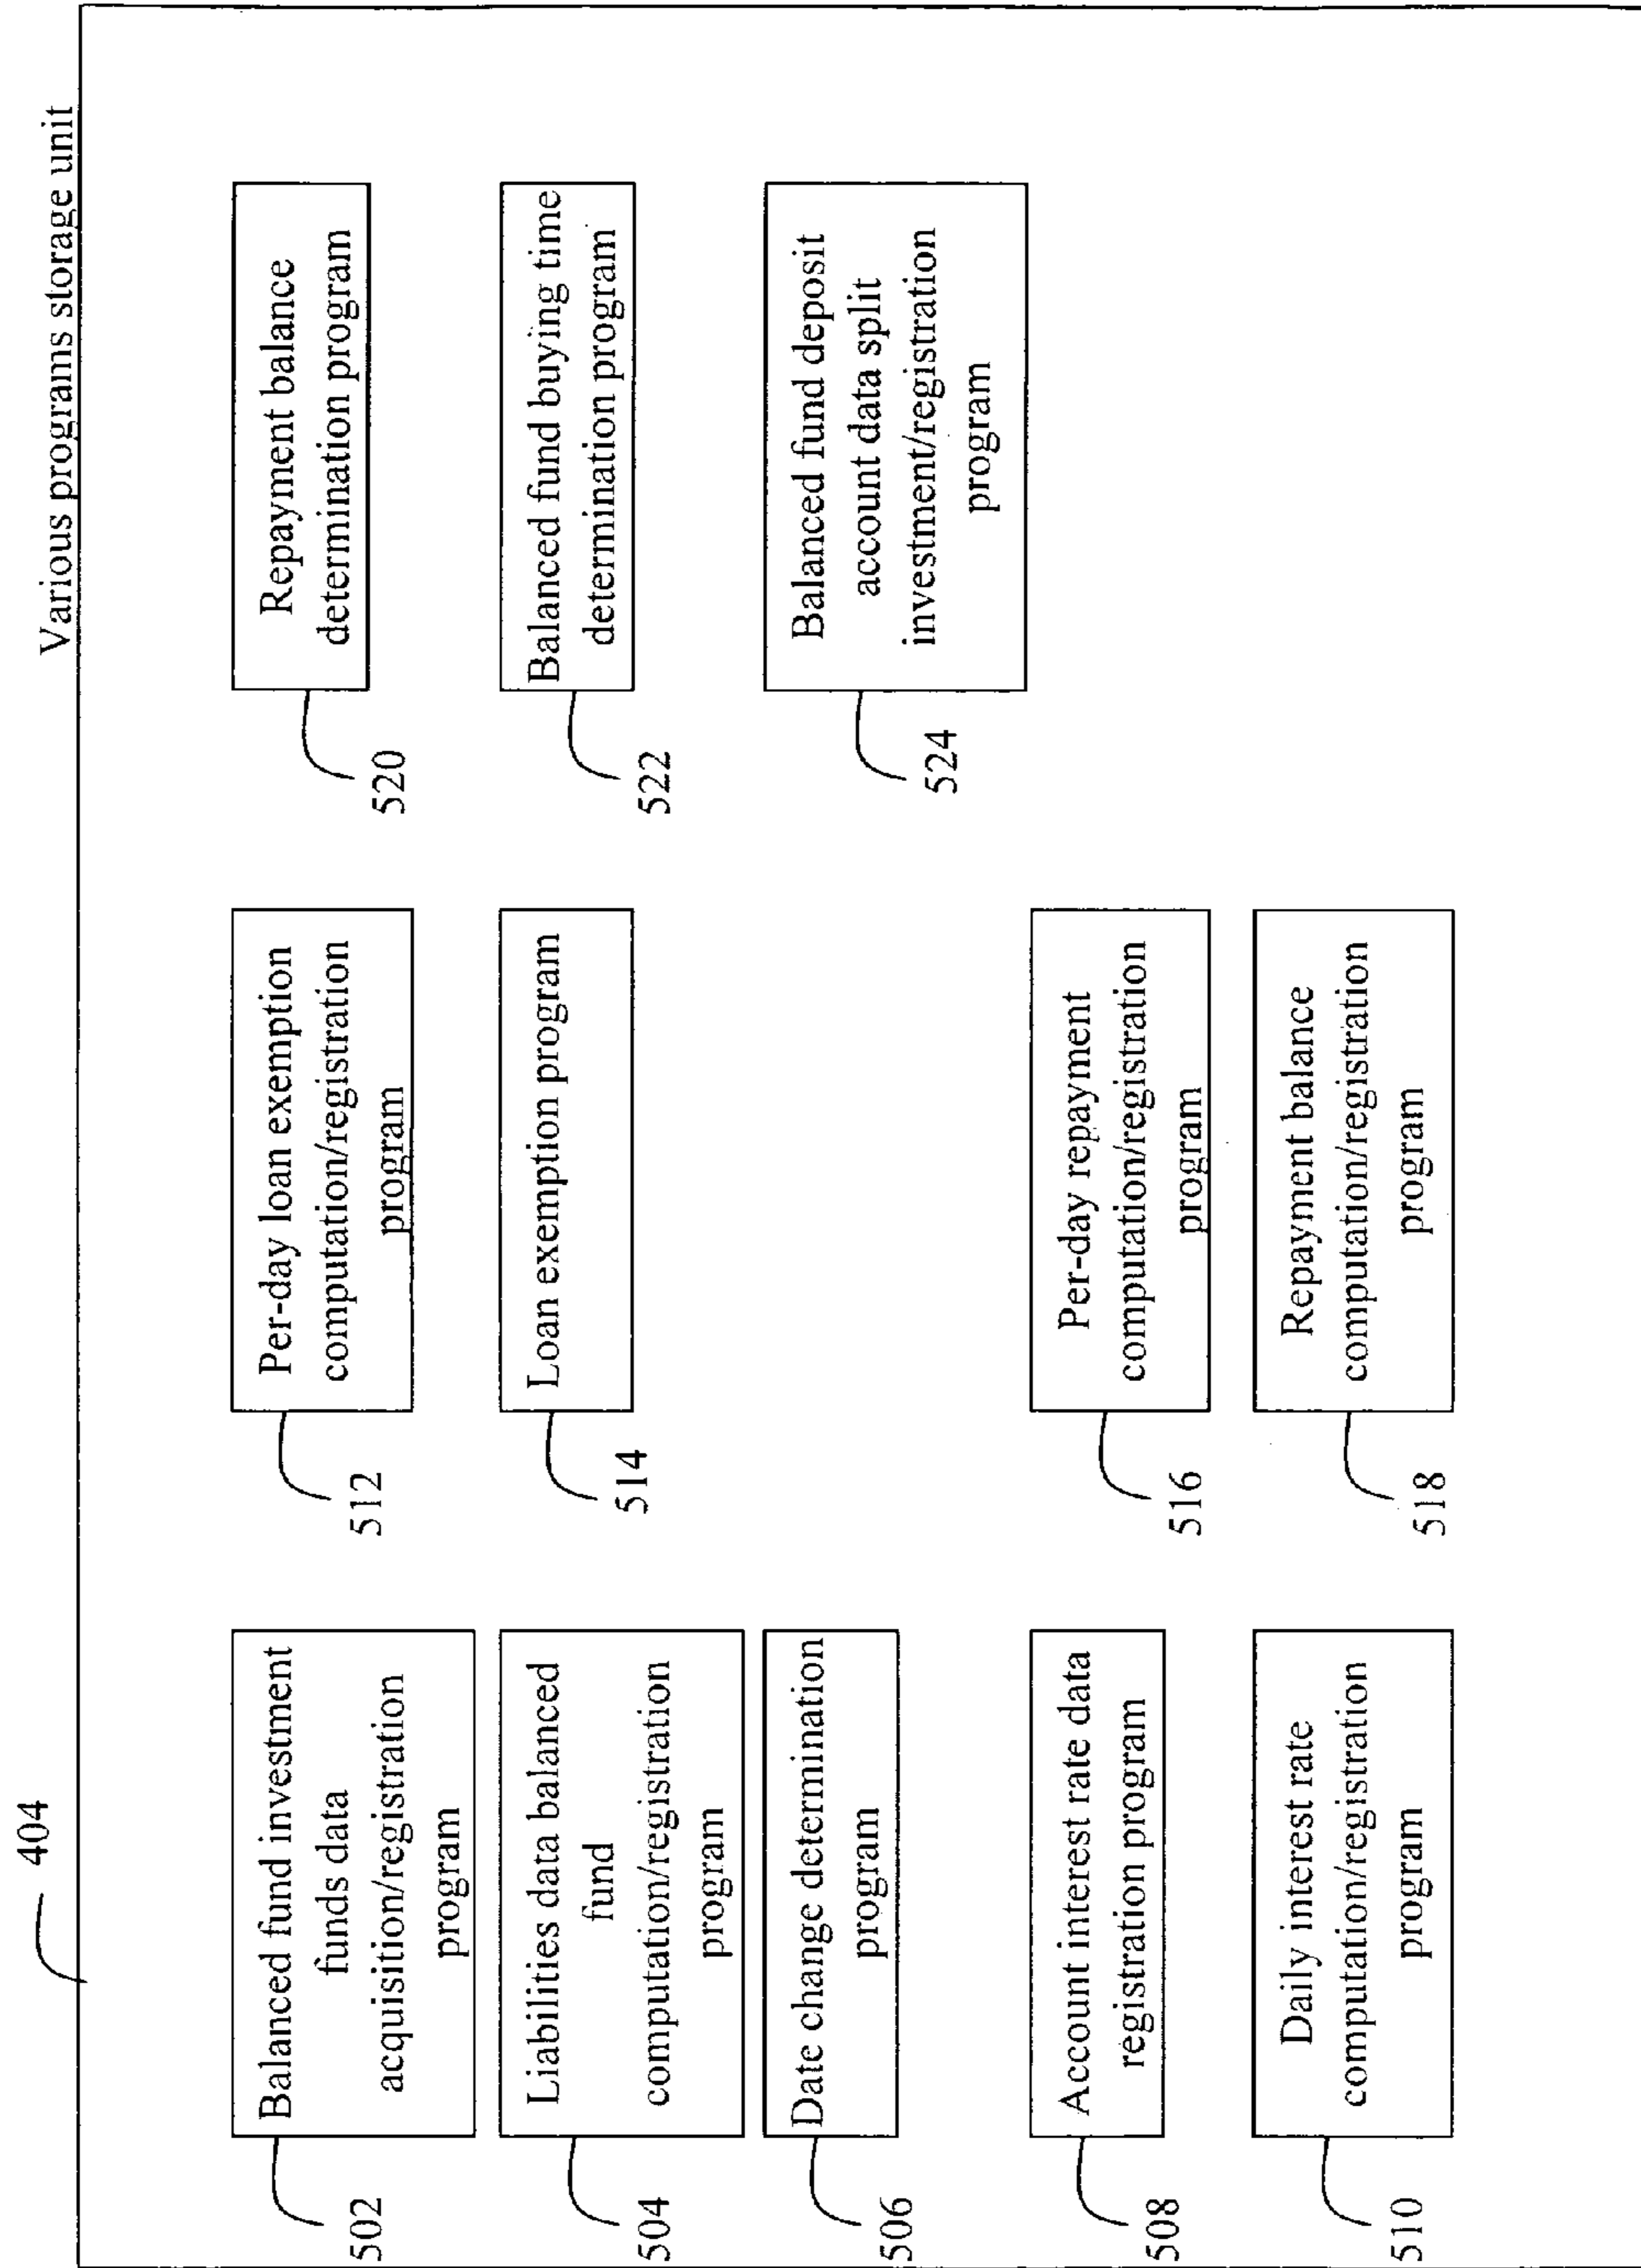 404
Various programs storage unit
502
Balanced fund investment
funds data
acquisition/registration
program
504
Liabilities data balanced
fund
computation/registration
program
506
Date change determination
program
508
Account interest rate data
registration program
510
Daily interest rate
computation/registration
program
512
Per-day loan exemption
computation/registration
program
514
Loan exemption program
516
Per-day repayment
computation/registration
program
518
Repayment balance
computation/registration
program
520
Repayment balance
determination program
522
Balanced fund buying time
determination program
524
Balanced fund deposit
account data split
investment/registration
program